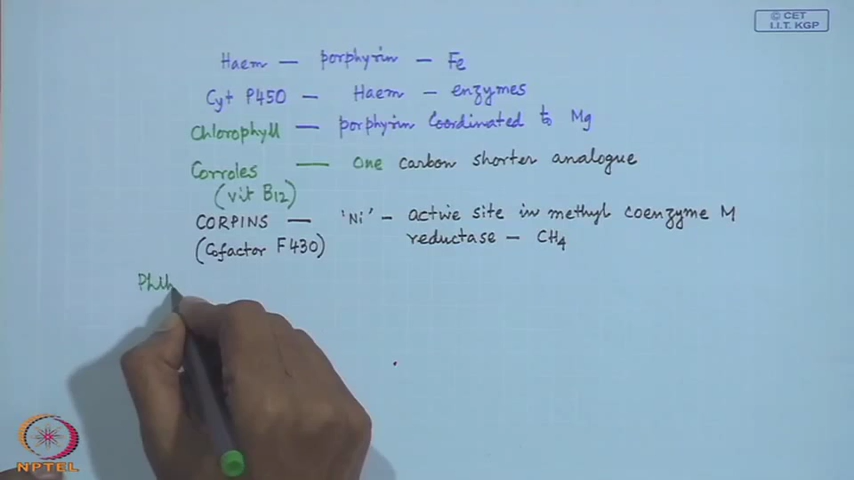 © CET
I.I.T. KGP
Haem — porphyrin — Fe
Cyt P450 — Haem — enzymes
Chlorophyll — porphyrin Coordinated to Mg
Corroles — one carbon shorter analogue
(vit B12)
CORPINS — 'Ni' – active site in methyl coenzyme M
(Cofactor F430) reductase – CH4
Phth
NPTEL